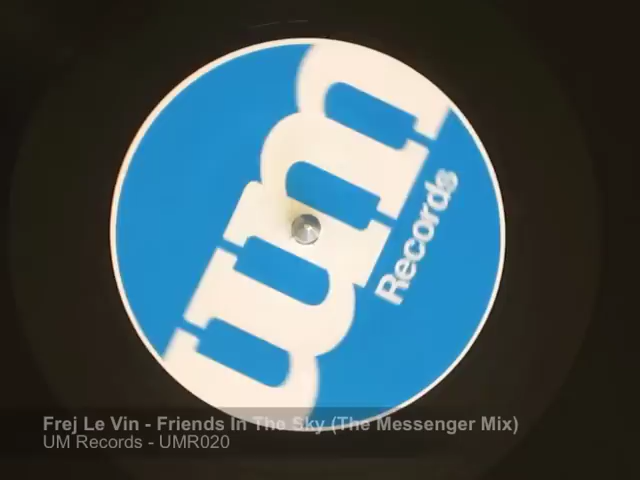 um
Records
Frej Le Vin - Friends In The Sky (The Messenger Mix)
UM Records - UMR020